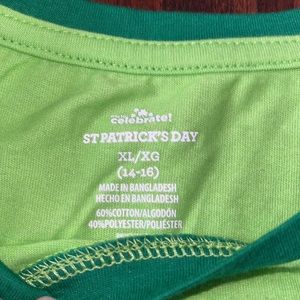 celebrate!
ST PATRICK'S DAY
XL/XG
(14-16)
MADE IN BANGLADESH
HECHO EN BANGLADESH
60%COTTON/ALGODÓN
40%POLYESTER/POLIÉSTER